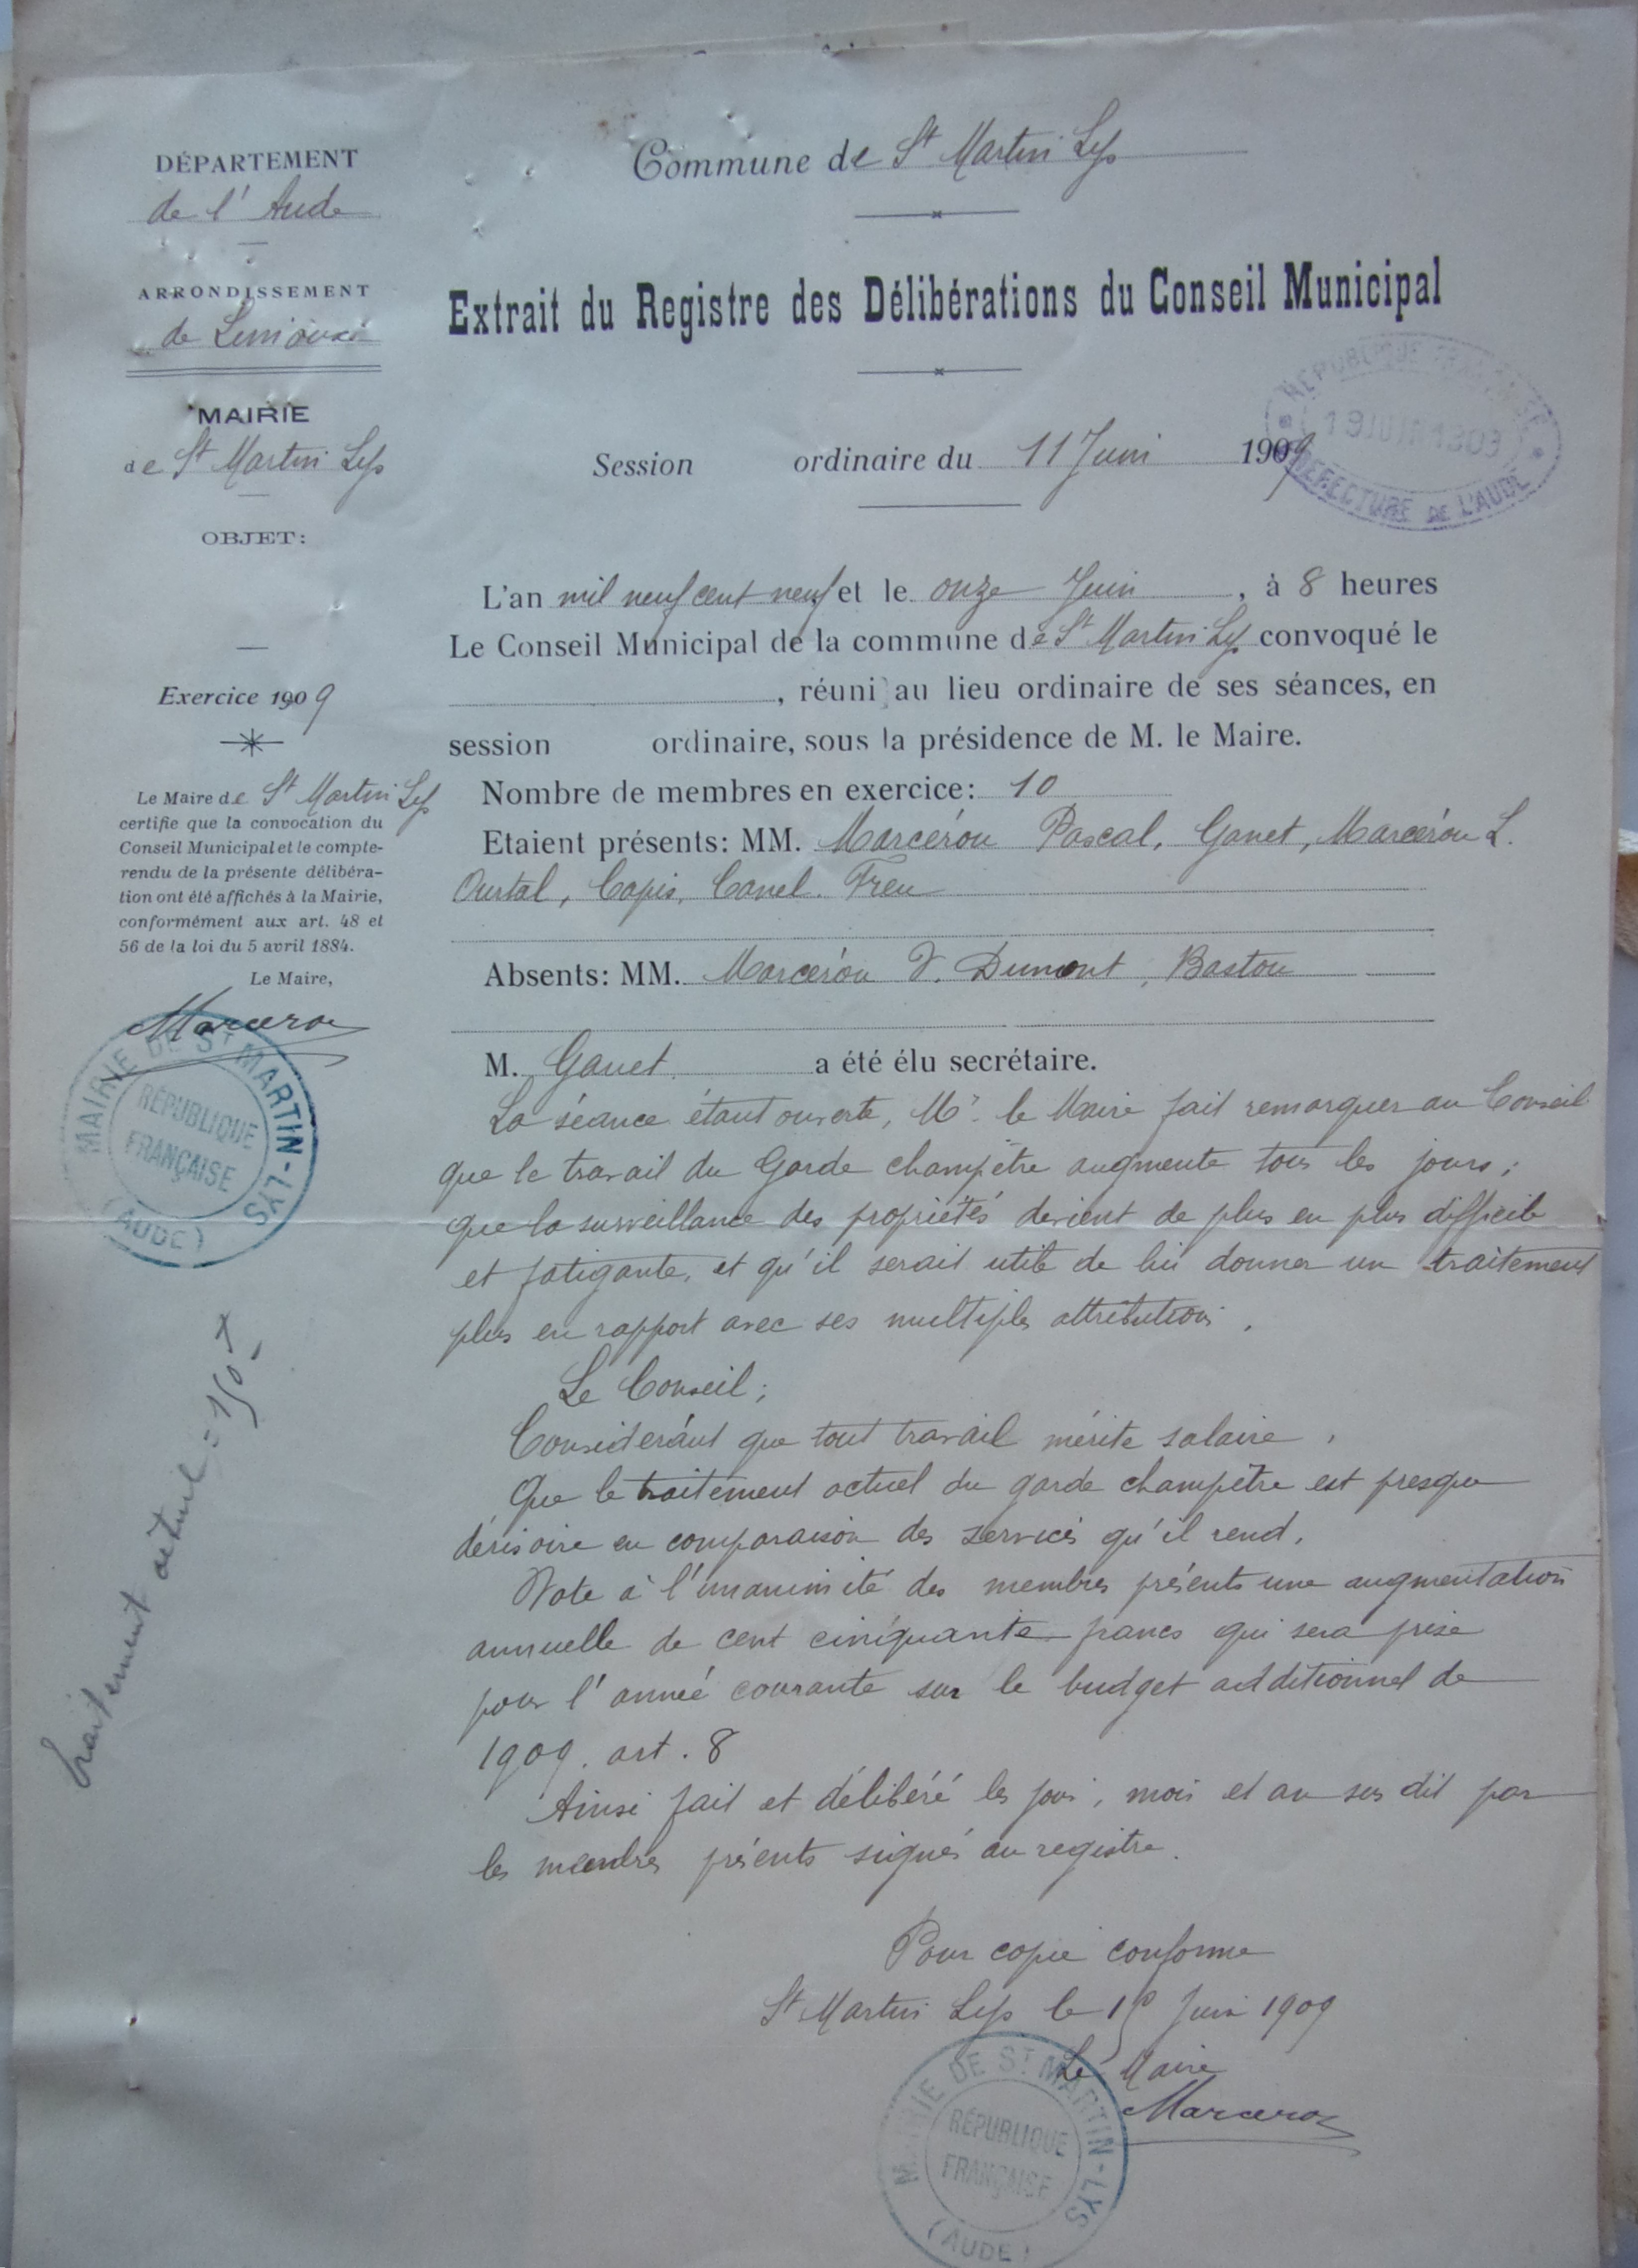 DÉPARTEMENT
de l'Aude
ARRONDISSEMENT
de Limoux
MAIRIE
de St Martin Lys
OBJET:
Exercice 1909
Le Maire de St Martin Lys
certifie que la convocation du
Conseil Municipal et le compte-
rendu de la présente délibéra-
tion ont été affichés à la Mairie,
conformément aux art. 48 et
56 de la loi du 5 avril 1884.
Le Maire,
Marcerou
MAIRIE DE ST MARTIN-LYS
RÉPUBLIQUE
FRANÇAISE
(AUDE)
Traitement actuel = 150 f
Commune de St Martin Lys
Extrait du Registre des Délibérations du Conseil Municipal
RÉPUBLIQUE FRANÇAISE
19 JUIN 1909
PRÉFECTURE DE L'AUDE
Session ordinaire du 11 Juin 1909
L'an mil neuf cent neuf et le onze Juin, à 8 heures
Le Conseil Municipal de la commune de St Martin Lys convoqué le
, réuni au lieu ordinaire de ses séances, en
session ordinaire, sous la présidence de M. le Maire.
Nombre de membres en exercice: 10
Etaient présents: MM. Marcérou Pascal, Ganet, Marcérou L.
Ourtal, Capis, Canel. Freu
Absents: MM. Marcérou V. Dumont, Bastou
M. Ganet a été élu secrétaire.
La séance étant ouverte, Mr le Maire fait remarquer au Conseil
que le travail du Garde champêtre augmente tous les jours;
que la surveillance des propriétés devient de plus en plus difficile
et fatigante, et qu'il serait utile de lui donner un traitement
plus en rapport avec ses multiples attributions.
Le Conseil;
Considérant que tout travail mérite salaire,
Que le traitement actuel du garde champêtre est presque
dérisoire en comparaison des services qu'il rend,
Vote à l'unanimité des membres présents une augmentation
annuelle de cent cinquante francs qui sera prise
pour l'année courante sur le budget additionnel de
1909. art. 8
Ainsi fait et délibéré les jour, mois et an sus dit par
les membres présents signés au registre.
Pour copie conforme
St Martin Lys le 15 Juin 1909
Le Maire
Marcerou
MAIRIE DE ST MARTIN-LYS
RÉPUBLIQUE
FRANÇAISE
(AUDE)